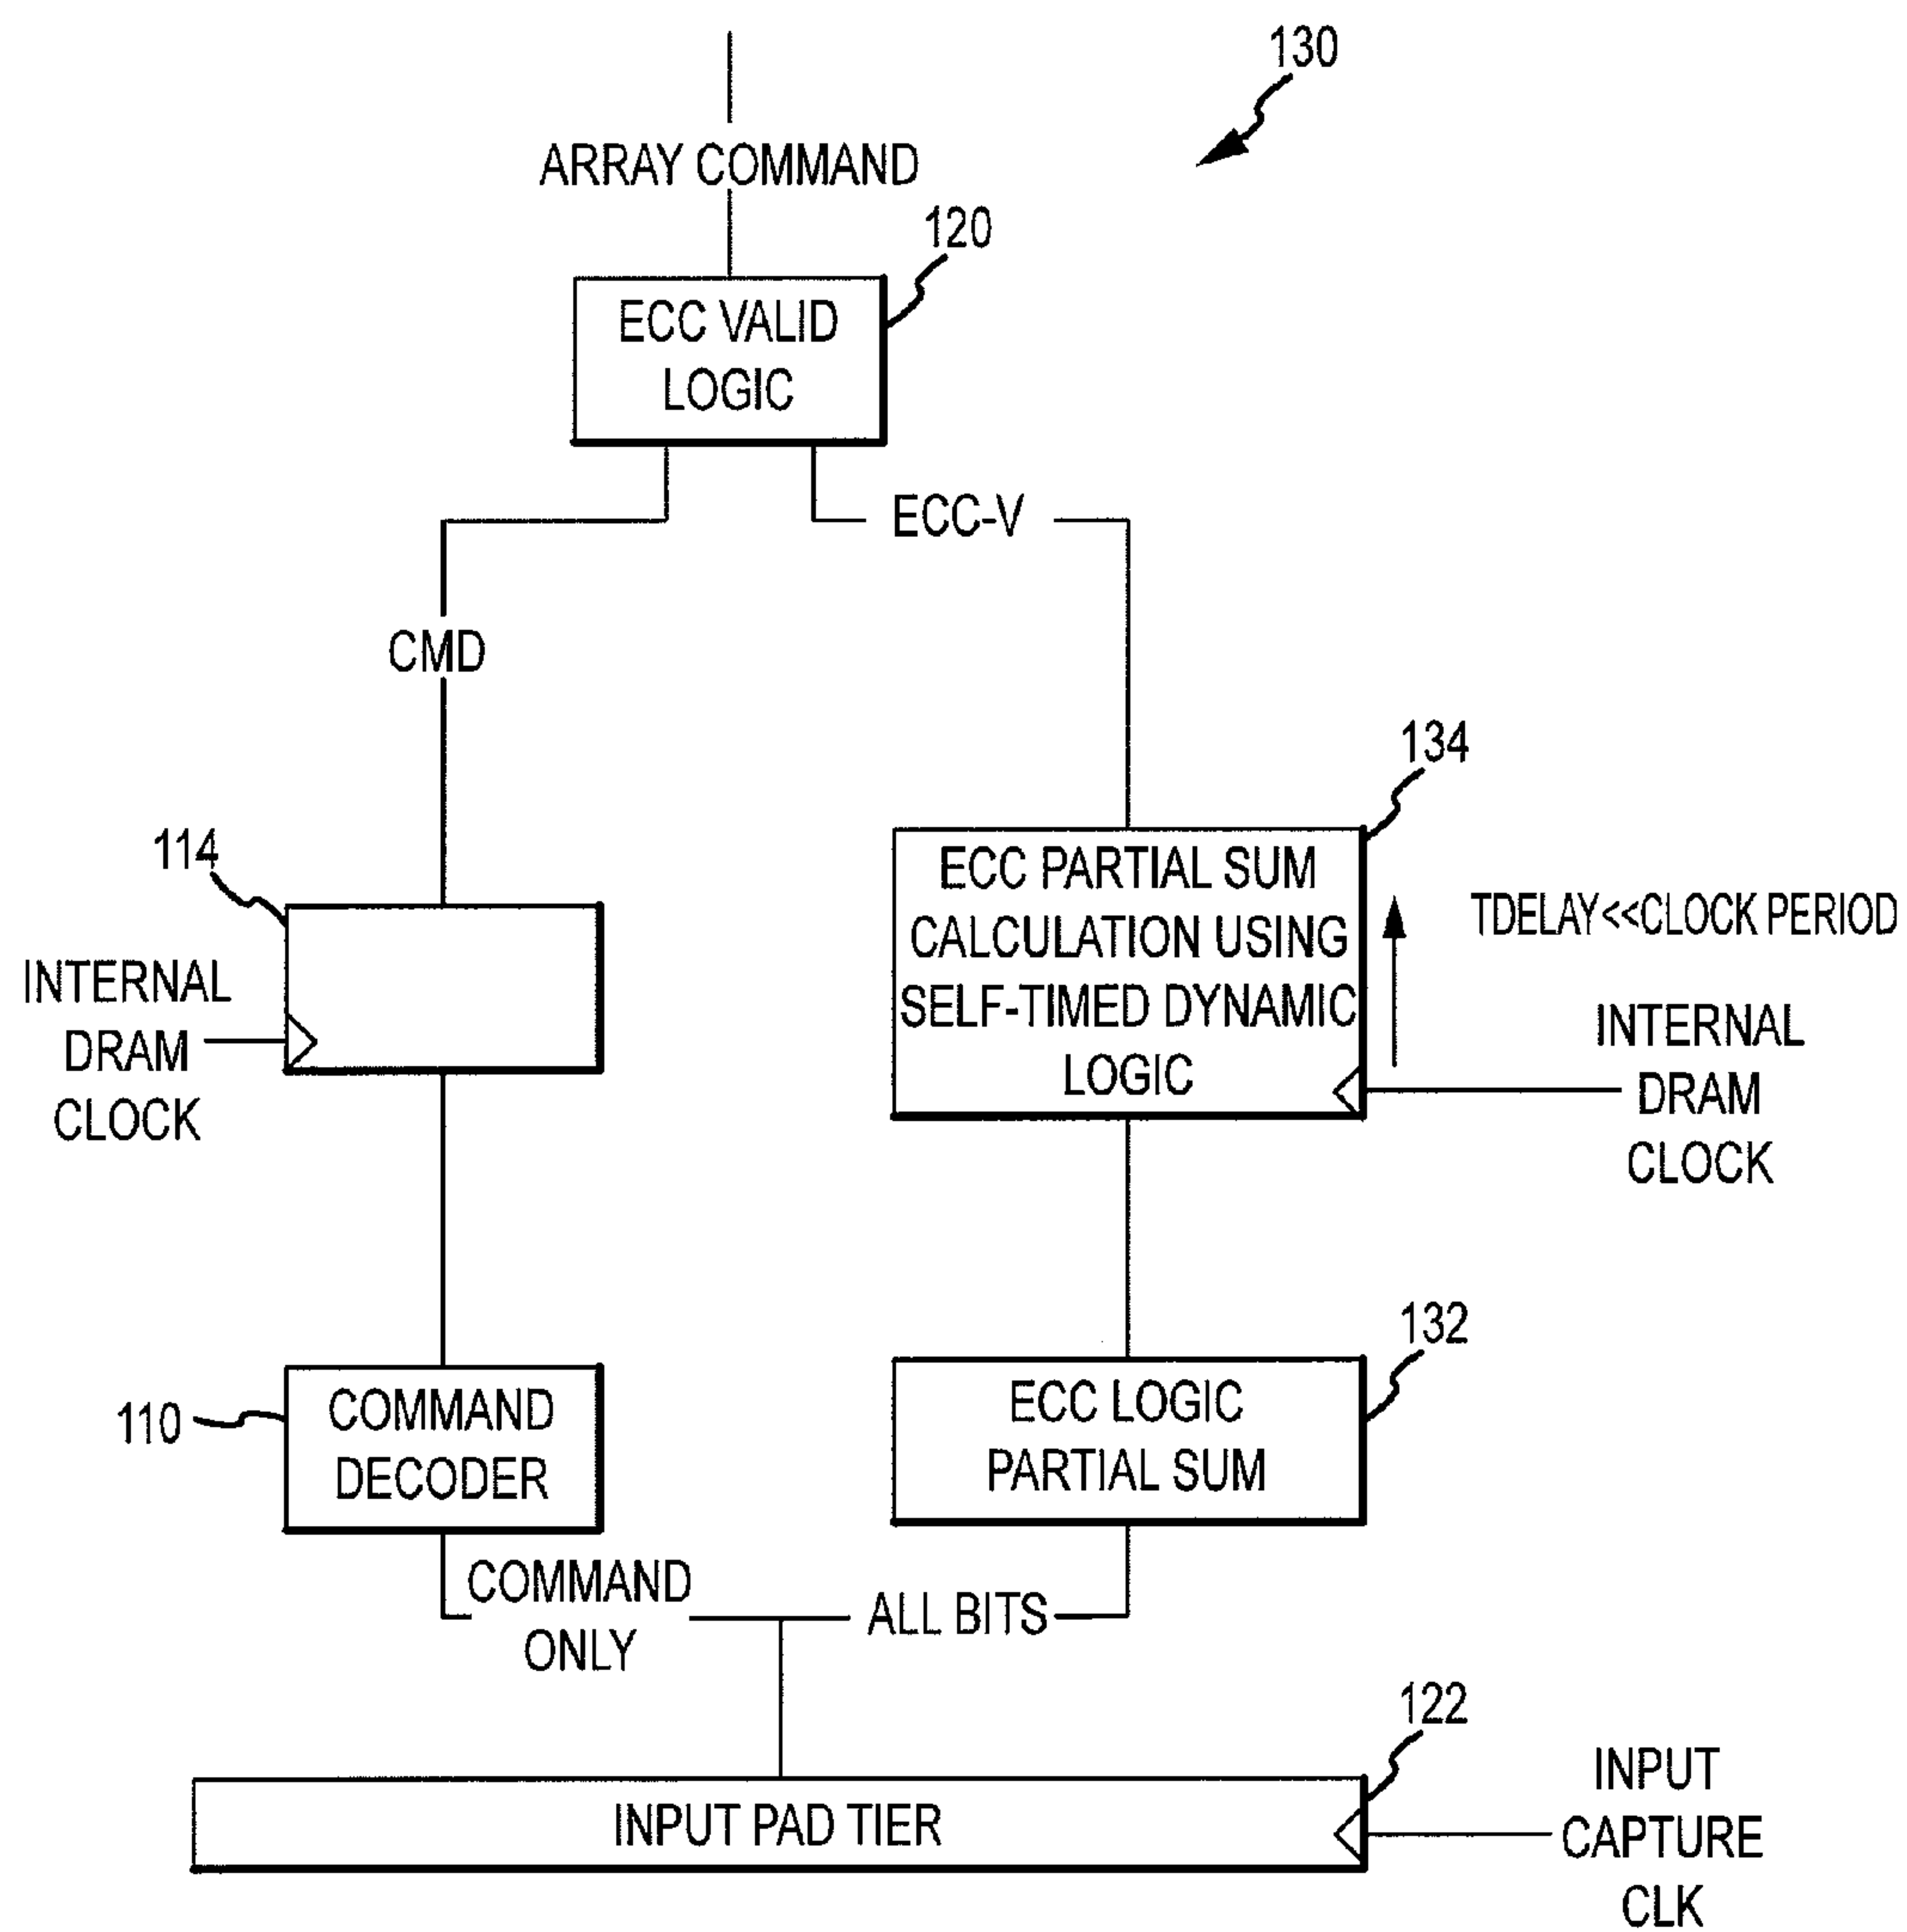 130
ARRAY COMMAND
120
ECC VALID
LOGIC
ECC-V
CMD
134
114
ECC PARTIAL SUM
CALCULATION USING
SELF-TIMED DYNAMIC
LOGIC
TDELAY<<CLOCK PERIOD
INTERNAL
DRAM
CLOCK
INTERNAL
DRAM
CLOCK
132
110
COMMAND
DECODER
ECC LOGIC
PARTIAL SUM
COMMAND
ONLY
ALL BITS
122
INPUT PAD TIER
INPUT
CAPTURE
CLK